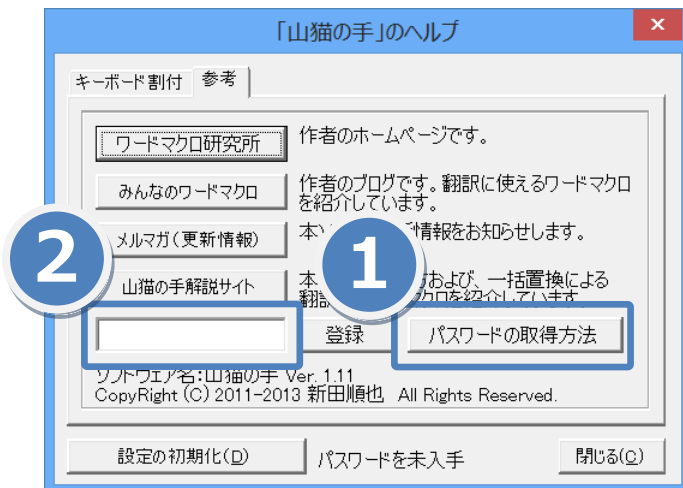 「山猫の手」のヘルプ
キーボード割付 参考
ワードマクロ研究所 作者のホームページです。
みんなのワードマクロ 作者のブログです。翻訳に使えるワードマクロ
を紹介しています。
メルマガ(更新情報) 本 情報をお知らせします。
山猫の手解説サイト 本 および、一括置換による
翻 クロを紹介しています。
2
1
登録 パスワードの取得方法
ソフトウェア名:山猫の手 Ver. 1.11
CopyRight (C) 2011-2013 新田順也 All Rights Reserved.
設定の初期化(D) パスワードを未入手 閉じる(C)